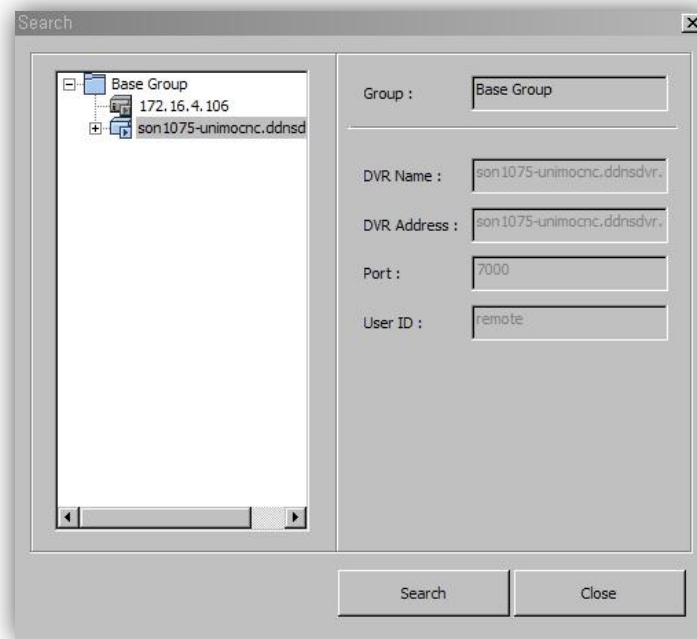 Search
Base Group
172.16.4.106
son1075-unimocnc.ddnsd
Group :
Base Group
DVR Name :
son1075-unimocnc.ddnsdvr.
DVR Address :
son1075-unimocnc.ddnsdvr.
Port :
7000
User ID :
remote
Search
Close